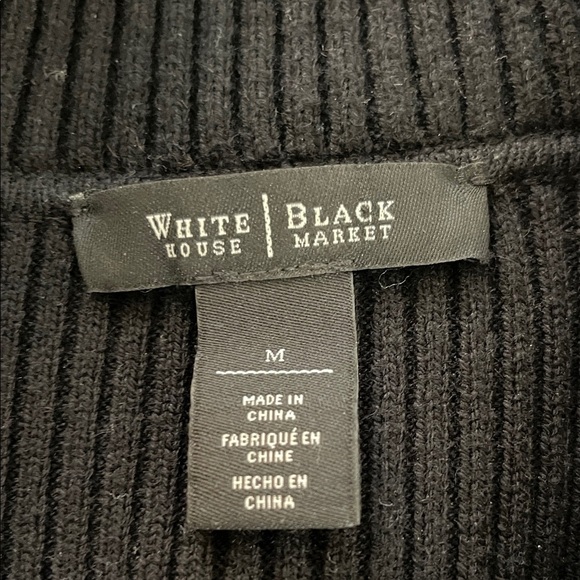 WHITE | BLACK
HOUSE | MARKET
M
MADE IN
CHINA
FABRIQUÉ EN
CHINE
HECHO EN
CHINA